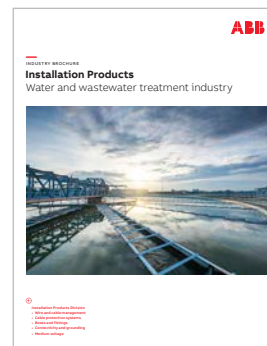 ABB
INDUSTRY BROCHURE
Installation Products
Water and wastewater treatment industry
Installation Products Division:
• Wire and cable management
• Cable protection systems
• Boxes and fittings
• Connectivity and grounding
• Medium voltage